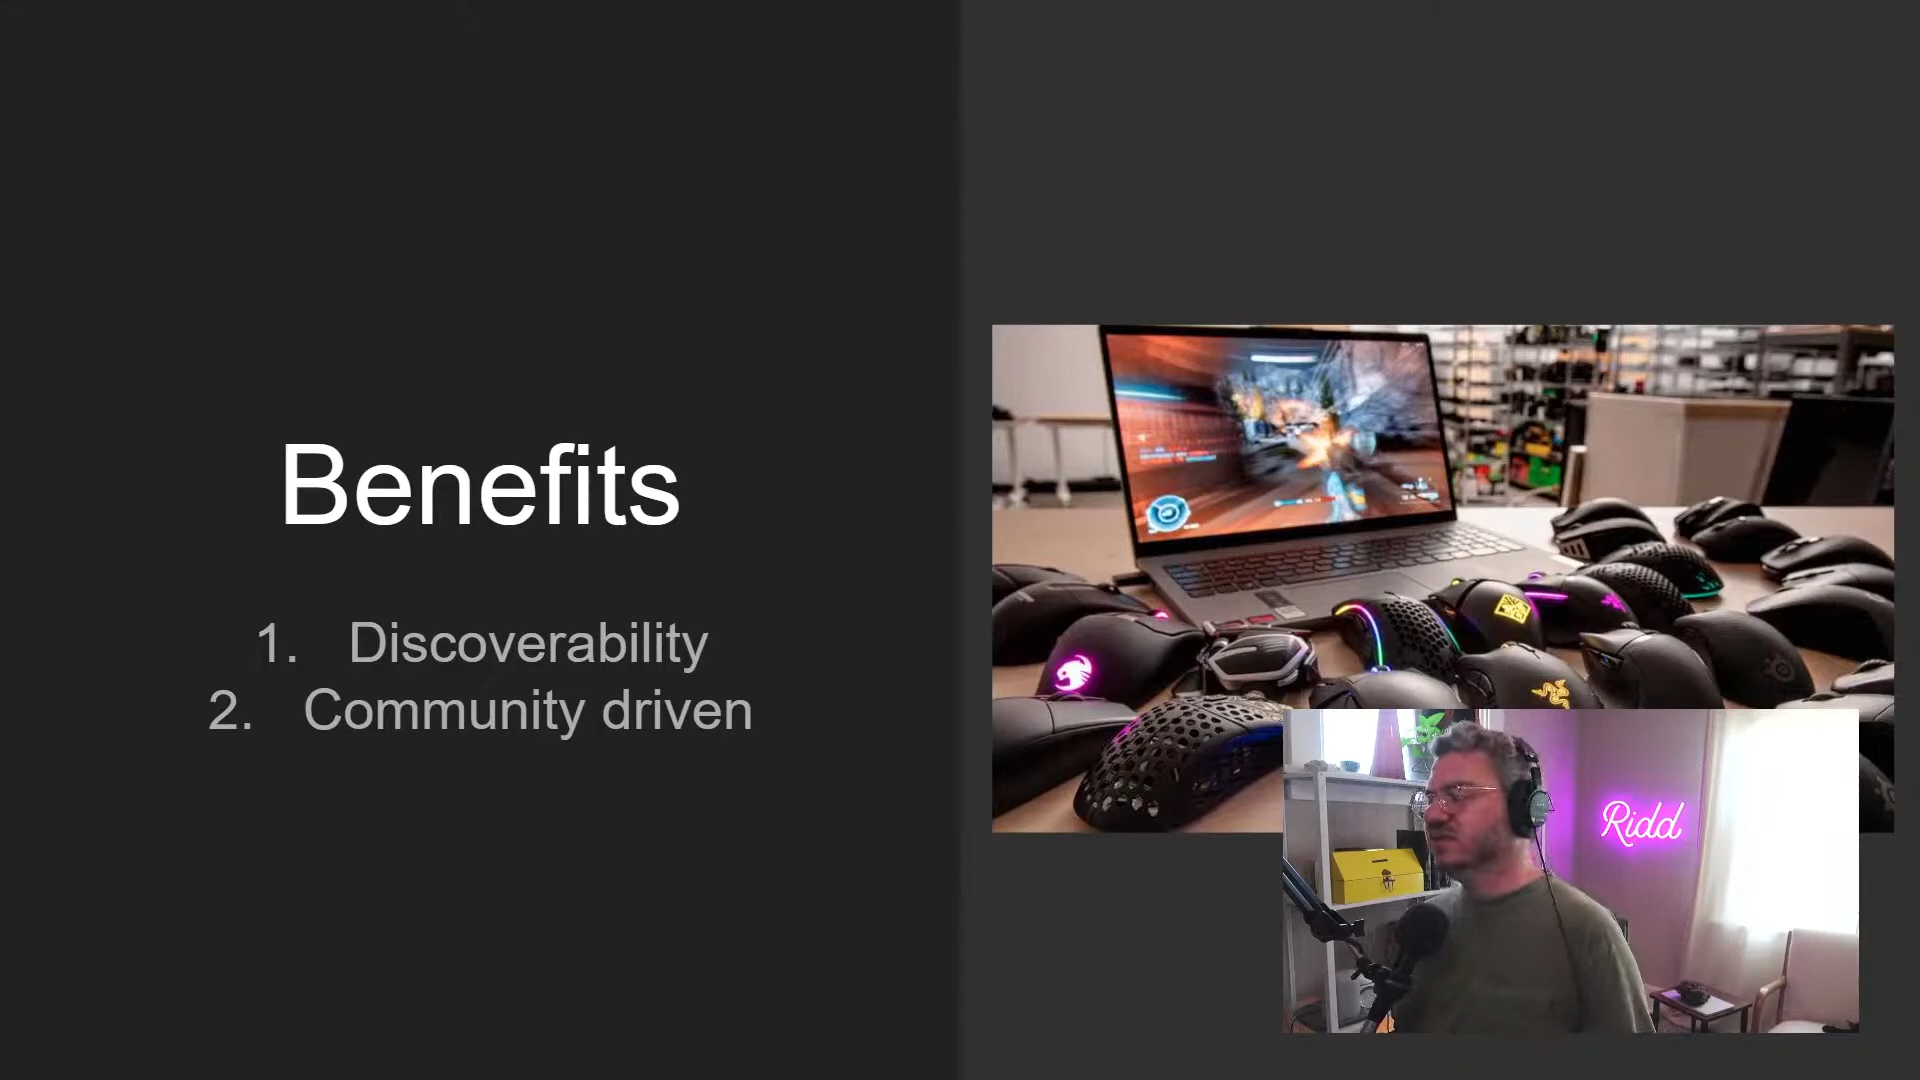 Benefits
1. Discoverability
2. Community driven
Ridd